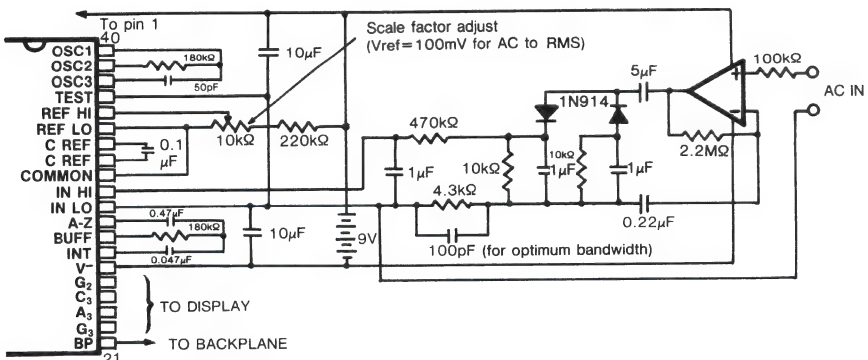 To pin 1
40
OSC1
OSC2
OSC3
TEST
REF HI
REF LO
C REF
C REF
COMMON
IN HI
IN LO
A-Z
BUFF
INT
V-
G2
C3
A3
G3
BP
21
180kΩ
50pF
0.1
µF
10µF
Scale factor adjust
(Vref=100mV for AC to RMS)
10kΩ
220kΩ
470kΩ
1µF
10kΩ
1µF
10kΩ
1µF
1N914
5µF
100kΩ
AC IN
+
-
2.2MΩ
4.3kΩ
0.22µF
100pF (for optimum bandwidth)
0.47µF
180kΩ
0.047µF
10µF
9V
TO DISPLAY
TO BACKPLANE